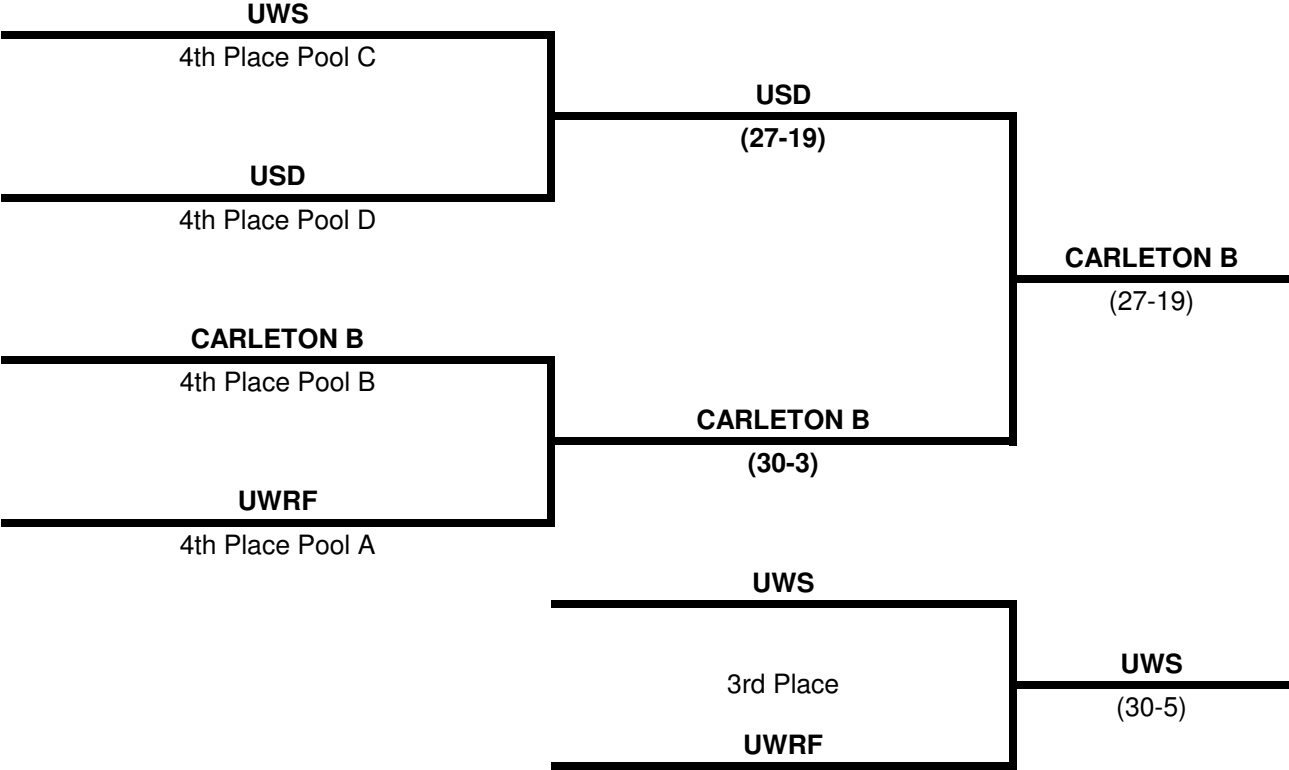 UWS
4th Place Pool C
USD
(27-19)
USD
4th Place Pool D
CARLETON B
(27-19)
CARLETON B
4th Place Pool B
CARLETON B
(30-3)
UWRF
4th Place Pool A
UWS
3rd Place
UWS
(30-5)
UWRF